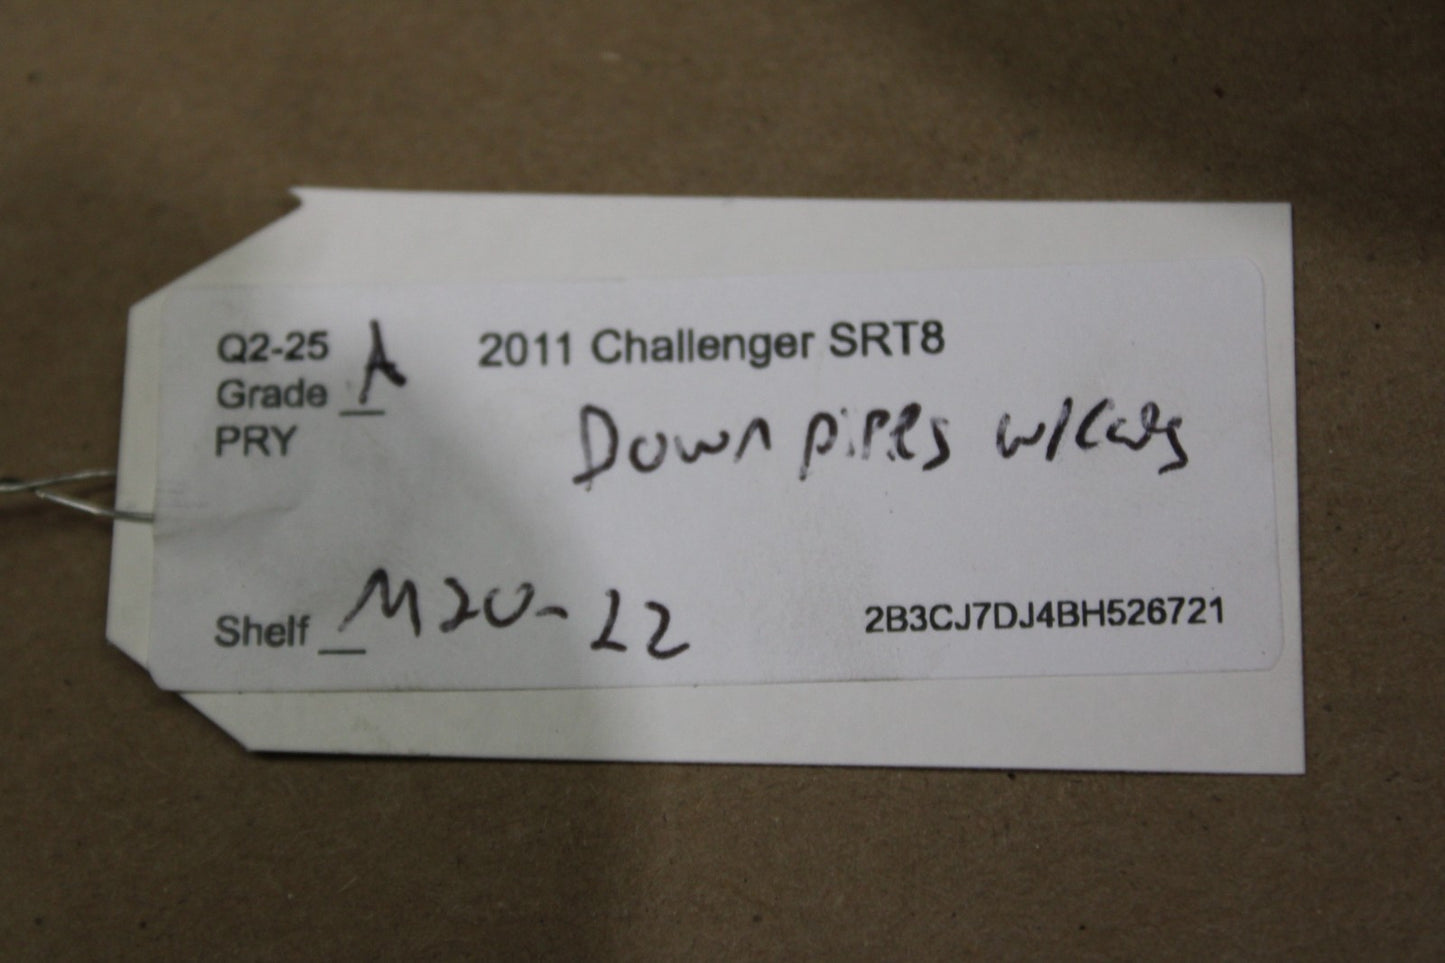 Q2-25 2011 Challenger SRT8
Grade A
PRY Down pipes w/Cats
Shelf M20-22 2B3CJ7DJ4BH526721